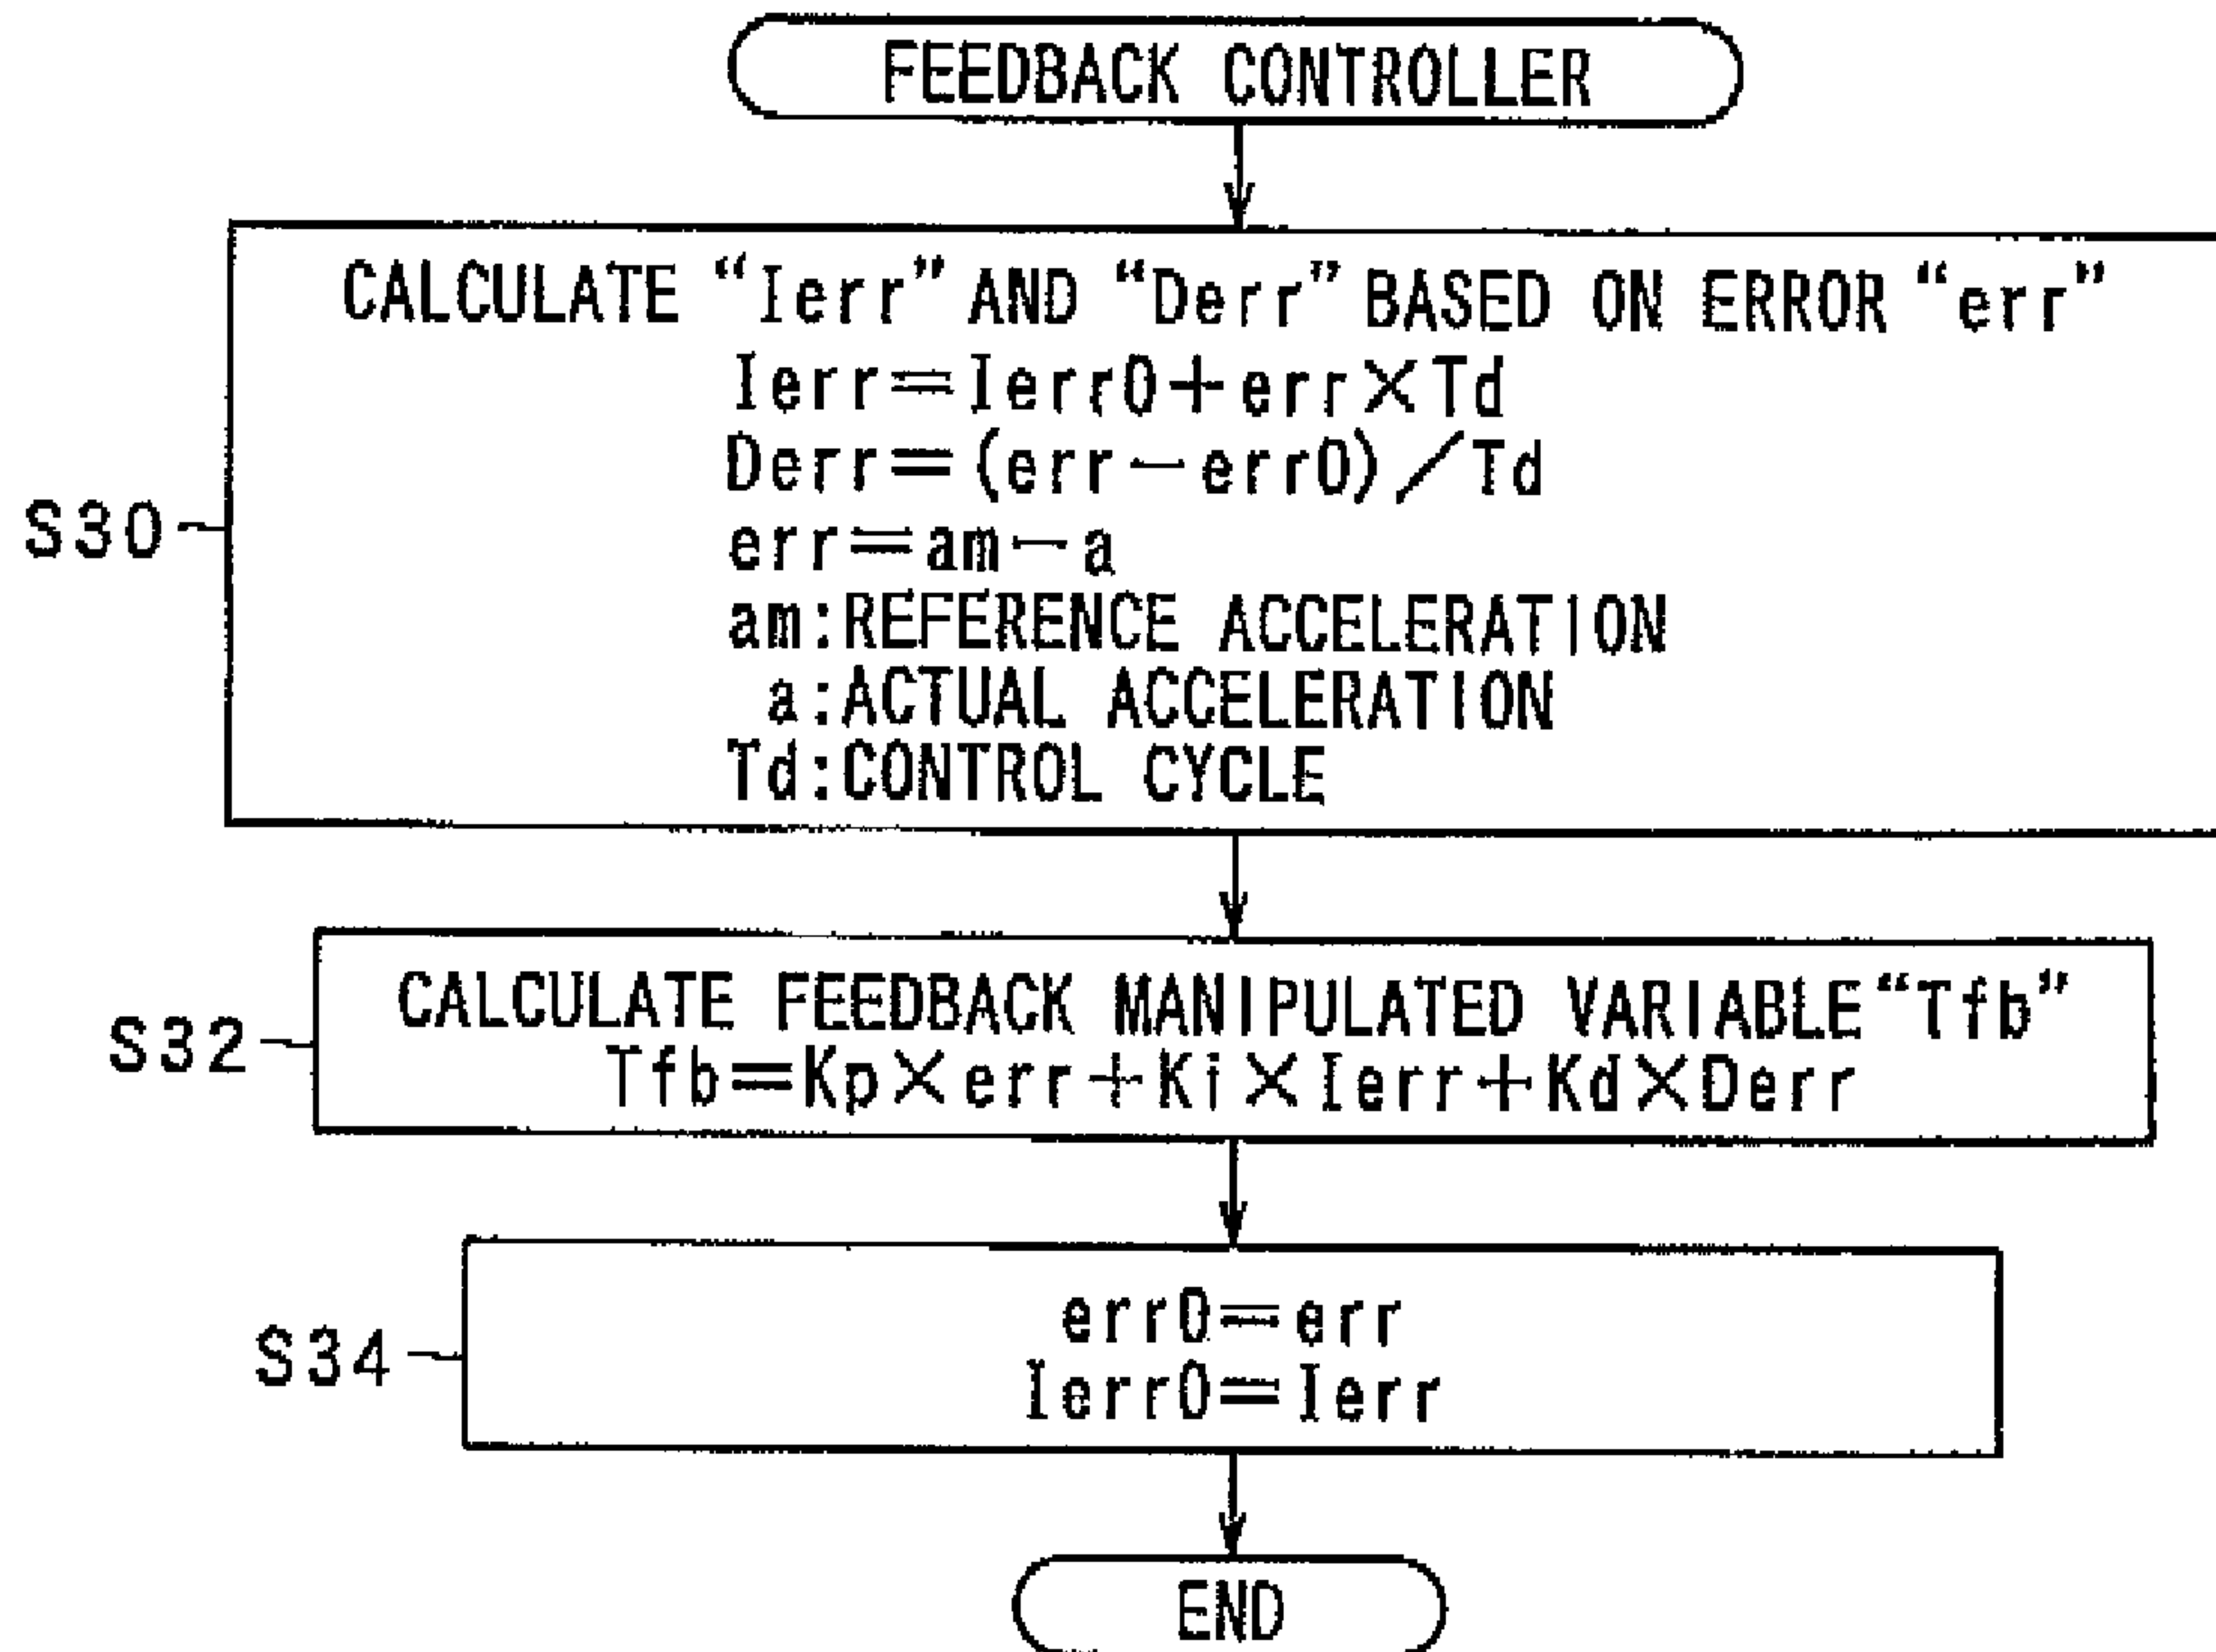 FEEDBACK CONTROLLER
CALCULATE “Ierr” AND “Derr” BASED ON ERROR “err”
Ierr=Ierr0+err×Td
Derr=(err−err0)/Td
S30
err=am−a
am:REFERENCE ACCELERATION
a:ACTUAL ACCELERATION
Td:CONTROL CYCLE
CALCULATE FEEDBACK MANIPULATED VARIABLE “Tfb”
S32
Tfb=Kp×err+Ki×Ierr+Kd×Derr
err0=err
S34
Ierr0=Ierr
END